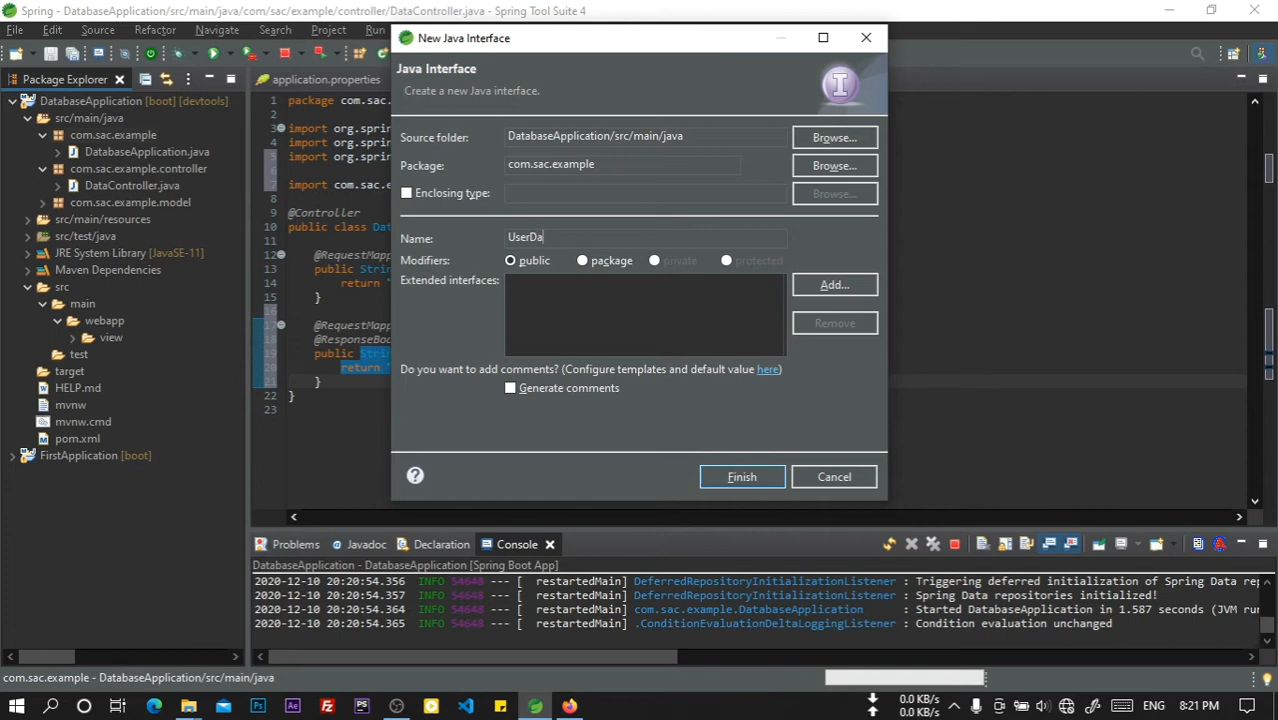 Spring - DatabaseApplication/src/main/java/com/sac/example/controller/DataController.java - Spring Tool Suite 4
File Edit Source Refactor Navigate Search Project Run
New Java Interface
Java Interface
Create a new Java interface.
Source folder: DatabaseApplication/src/main/java Browse...
Package: com.sac.example Browse...
Enclosing type: Browse...
Name: UserDa
Modifiers: public package private protected
Extended interfaces: Add...
Remove
Do you want to add comments? (Configure templates and default value here)
Generate comments
Finish Cancel
Package Explorer
DatabaseApplication [boot] [devtools]
src/main/java
com.sac.example
DatabaseApplication.java
com.sac.example.controller
DataController.java
com.sac.example.model
src/main/resources
src/test/java
JRE System Library [JavaSE-11]
Maven Dependencies
src
main
webapp
view
test
target
HELP.md
mvnw
mvnw.cmd
pom.xml
FirstApplication [boot]
application.properties
1 package com.sac.
2
3 import org.spri
4 import org.spri
5 import org.spri
6
7 import com.sac.e
8
9 @Controller
10 public class Dat
11
12 @RequestMapp
13 public Strin
14 return "
15 }
16
17 @RequestMapp
18 @ResponseBod
19 public Strin
20 return "
21 }
22 }
23
Problems Javadoc Declaration Console
DatabaseApplication - DatabaseApplication [Spring Boot App]
2020-12-10 20:20:54.356 INFO 54648 --- [ restartedMain] DeferredRepositoryInitializationListener : Triggering deferred initialization of Spring Data rep
2020-12-10 20:20:54.357 INFO 54648 --- [ restartedMain] DeferredRepositoryInitializationListener : Spring Data repositories initialized!
2020-12-10 20:20:54.364 INFO 54648 --- [ restartedMain] com.sac.example.DatabaseApplication : Started DatabaseApplication in 1.587 seconds (JVM run
2020-12-10 20:20:54.365 INFO 54648 --- [ restartedMain] .ConditionEvaluationDeltaLoggingListener : Condition evaluation unchanged
com.sac.example - DatabaseApplication/src/main/java
0.0 KB/s
0.0 KB/s
ENG 8:21 PM